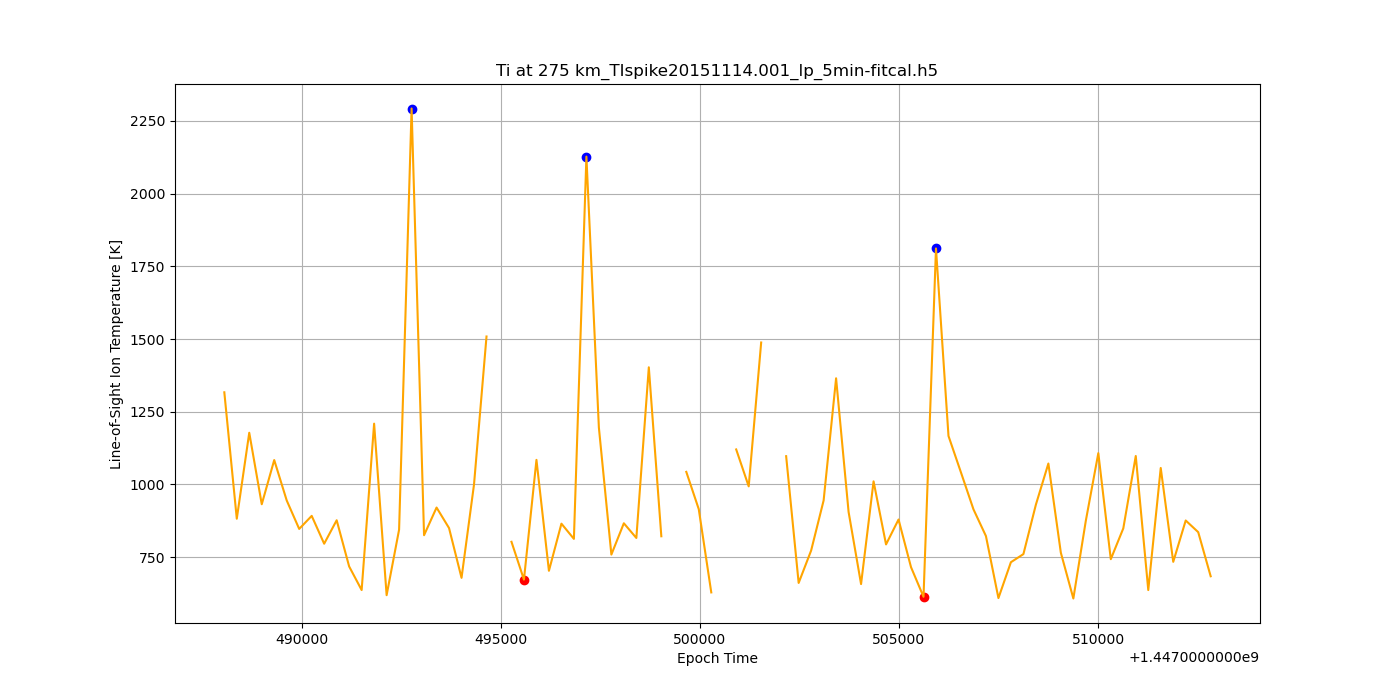 Ti at 275 km_TIspike20151114.001_lp_5min-fitcal.h5
Line-of-Sight Ion Temperature [K]
2250
2000
1750
1500
1250
1000
750
490000 495000 500000 505000 510000
Epoch Time
+1.4470000000e9